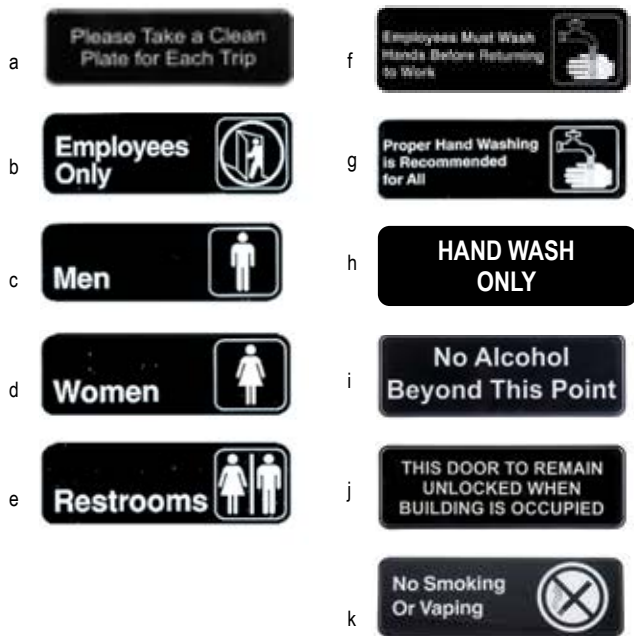 a
Please Take a Clean
Plate for Each Trip
b
Employees
Only
c
Men
d
Women
e
Restrooms
f
Employees Must Wash
Hands Before Returning
to Work
g
Proper Hand Washing
is Recommended
for All
h
HAND WASH
ONLY
i
No Alcohol
Beyond This Point
j
THIS DOOR TO REMAIN
UNLOCKED WHEN
BUILDING IS OCCUPIED
k
No Smoking
Or Vaping